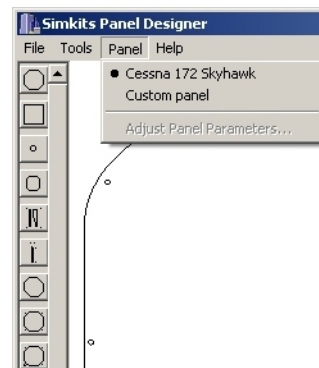 Simkits Panel Designer
File Tools Panel Help
Cessna 172 Skyhawk
Custom panel
Adjust Panel Parameters...